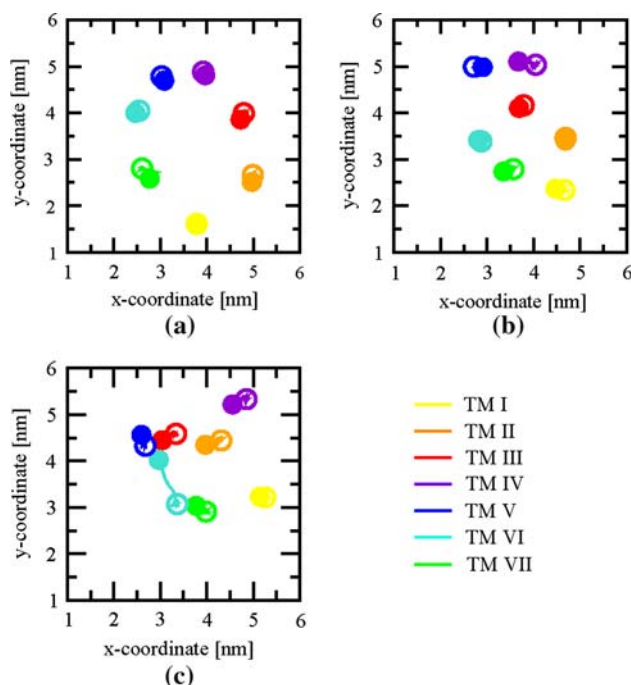 6
5
4
3
2
1
y-coordinate [nm]
1 2 3 4 5 6
x-coordinate [nm]
(a)
6
5
4
3
2
1
y-coordinate [nm]
1 2 3 4 5 6
x-coordinate [nm]
(b)
6
5
4
3
2
1
y-coordinate [nm]
1 2 3 4 5 6
x-coordinate [nm]
(c)
TM I
TM II
TM III
TM IV
TM V
TM VI
TM VII